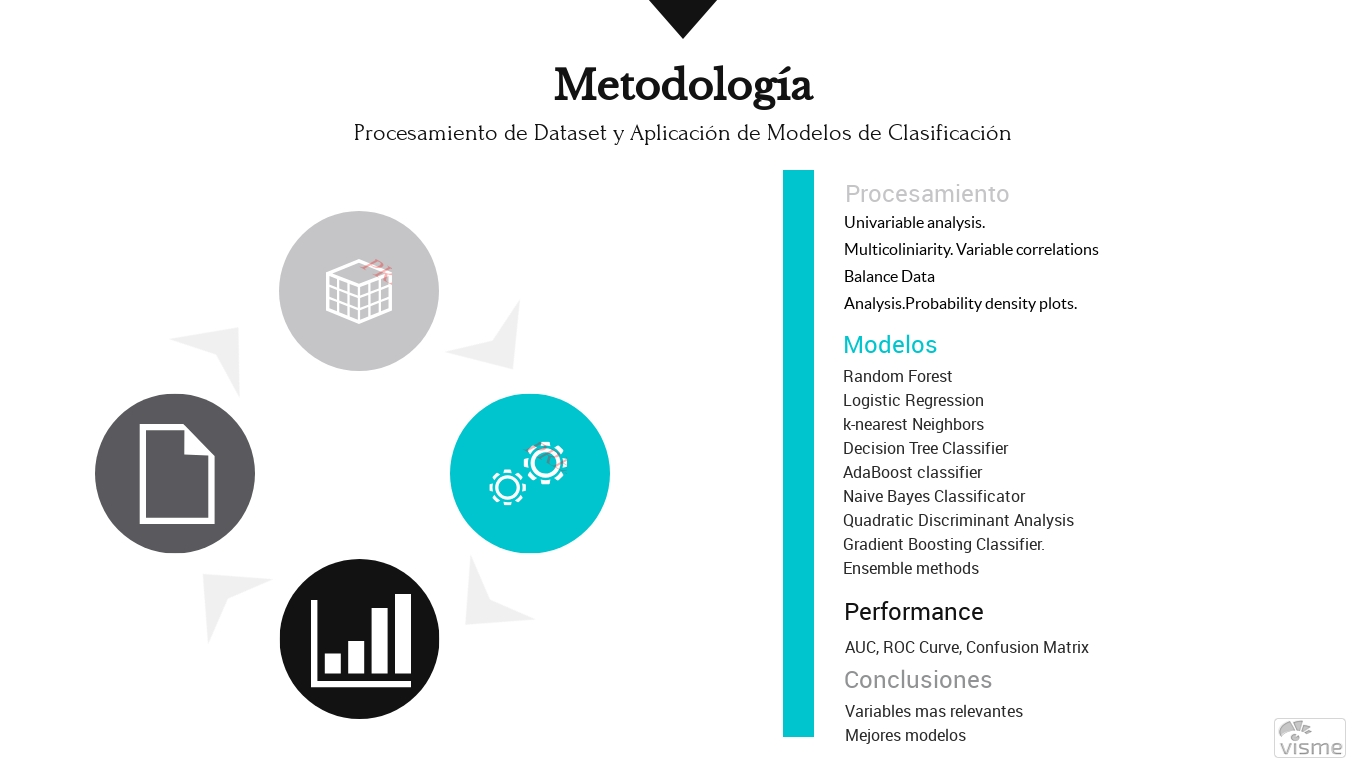 Metodología
Procesamiento de Dataset y Aplicación de Modelos de Clasificación
Procesamiento
Univariable analysis.
Multicoliniarity. Variable correlations
Balance Data
Analysis.Probability density plots.
Modelos
Random Forest
Logistic Regression
k-nearest Neighbors
Decision Tree Classifier
AdaBoost classifier
Naive Bayes Classificator
Quadratic Discriminant Analysis
Gradient Boosting Classifier.
Ensemble methods
Performance
AUC, ROC Curve, Confusion Matrix
Conclusiones
Variables mas relevantes
Mejores modelos
visme